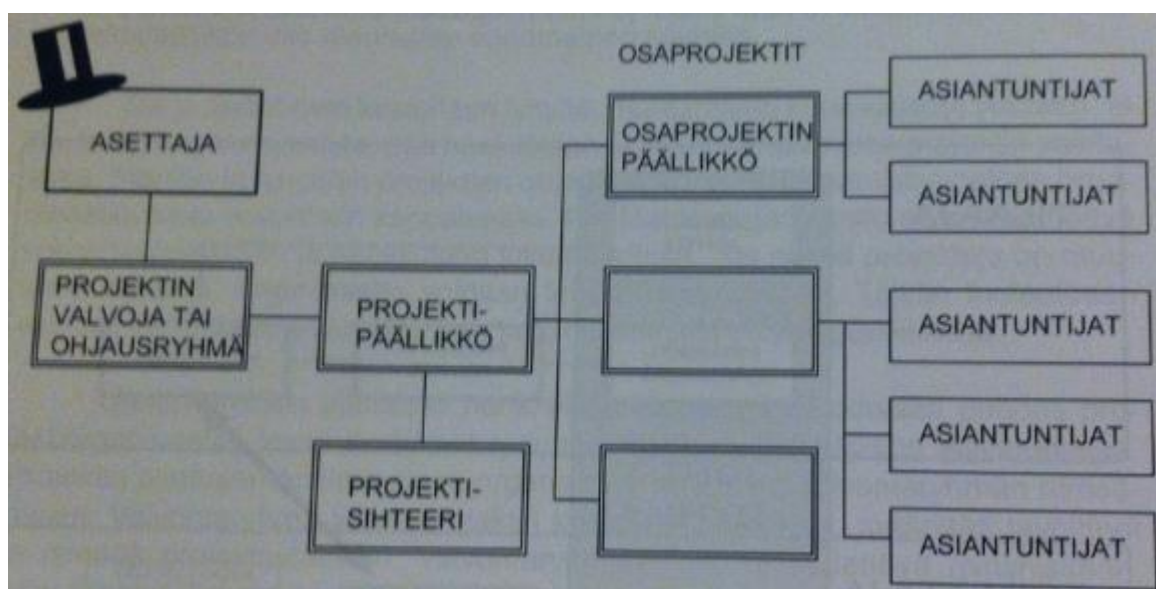 ASETTAJA
PROJEKTIN
VALVOJA TAI
OHJAUSRYHMÄ
PROJEKTI-
PÄÄLLIKKÖ
PROJEKTI-
SIHTEERI
OSAPROJEKTIT
OSAPROJEKTIN
PÄÄLLIKKÖ
ASIANTUNTIJAT
ASIANTUNTIJAT
ASIANTUNTIJAT
ASIANTUNTIJAT
ASIANTUNTIJAT